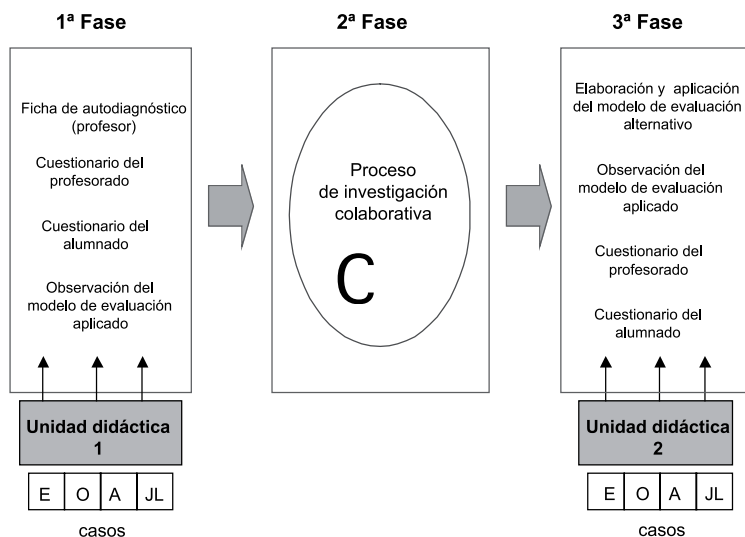 1ª Fase
Ficha de autodiagnóstico
(profesor)
Cuestionario del
profesorado
Cuestionario del
alumnado
Observación del
modelo de evaluación
aplicado
Unidad didáctica
1
E O A JL
casos
2ª Fase
Proceso
de investigación
colaborativa
C
3ª Fase
Elaboración y aplicación
del modelo de evaluación
alternativo
Observación del
modelo de evaluación
aplicado
Cuestionario del
profesorado
Cuestionario del
alumnado
Unidad didáctica
2
E O A JL
casos